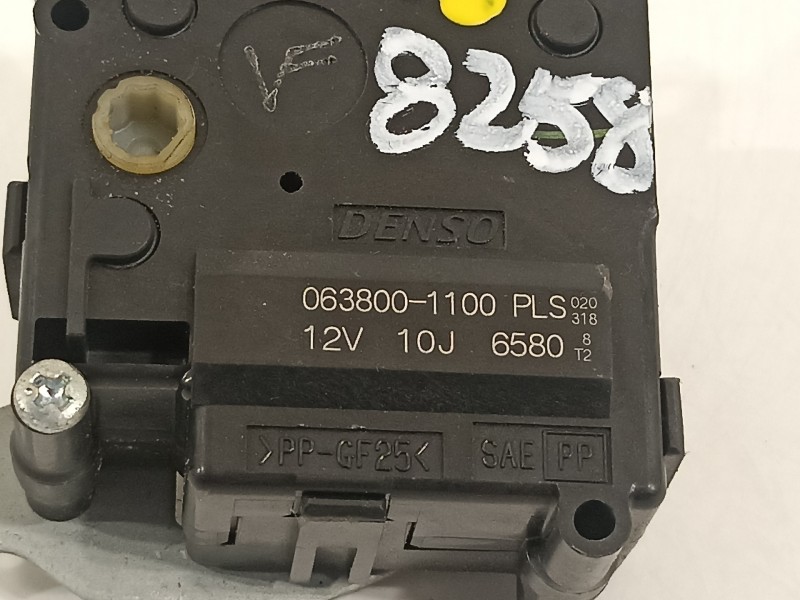 8258
DENSO
063800-1100 PLS 020 318
12V 10J 6580 8 T2
>PP-GF25< SAE PP